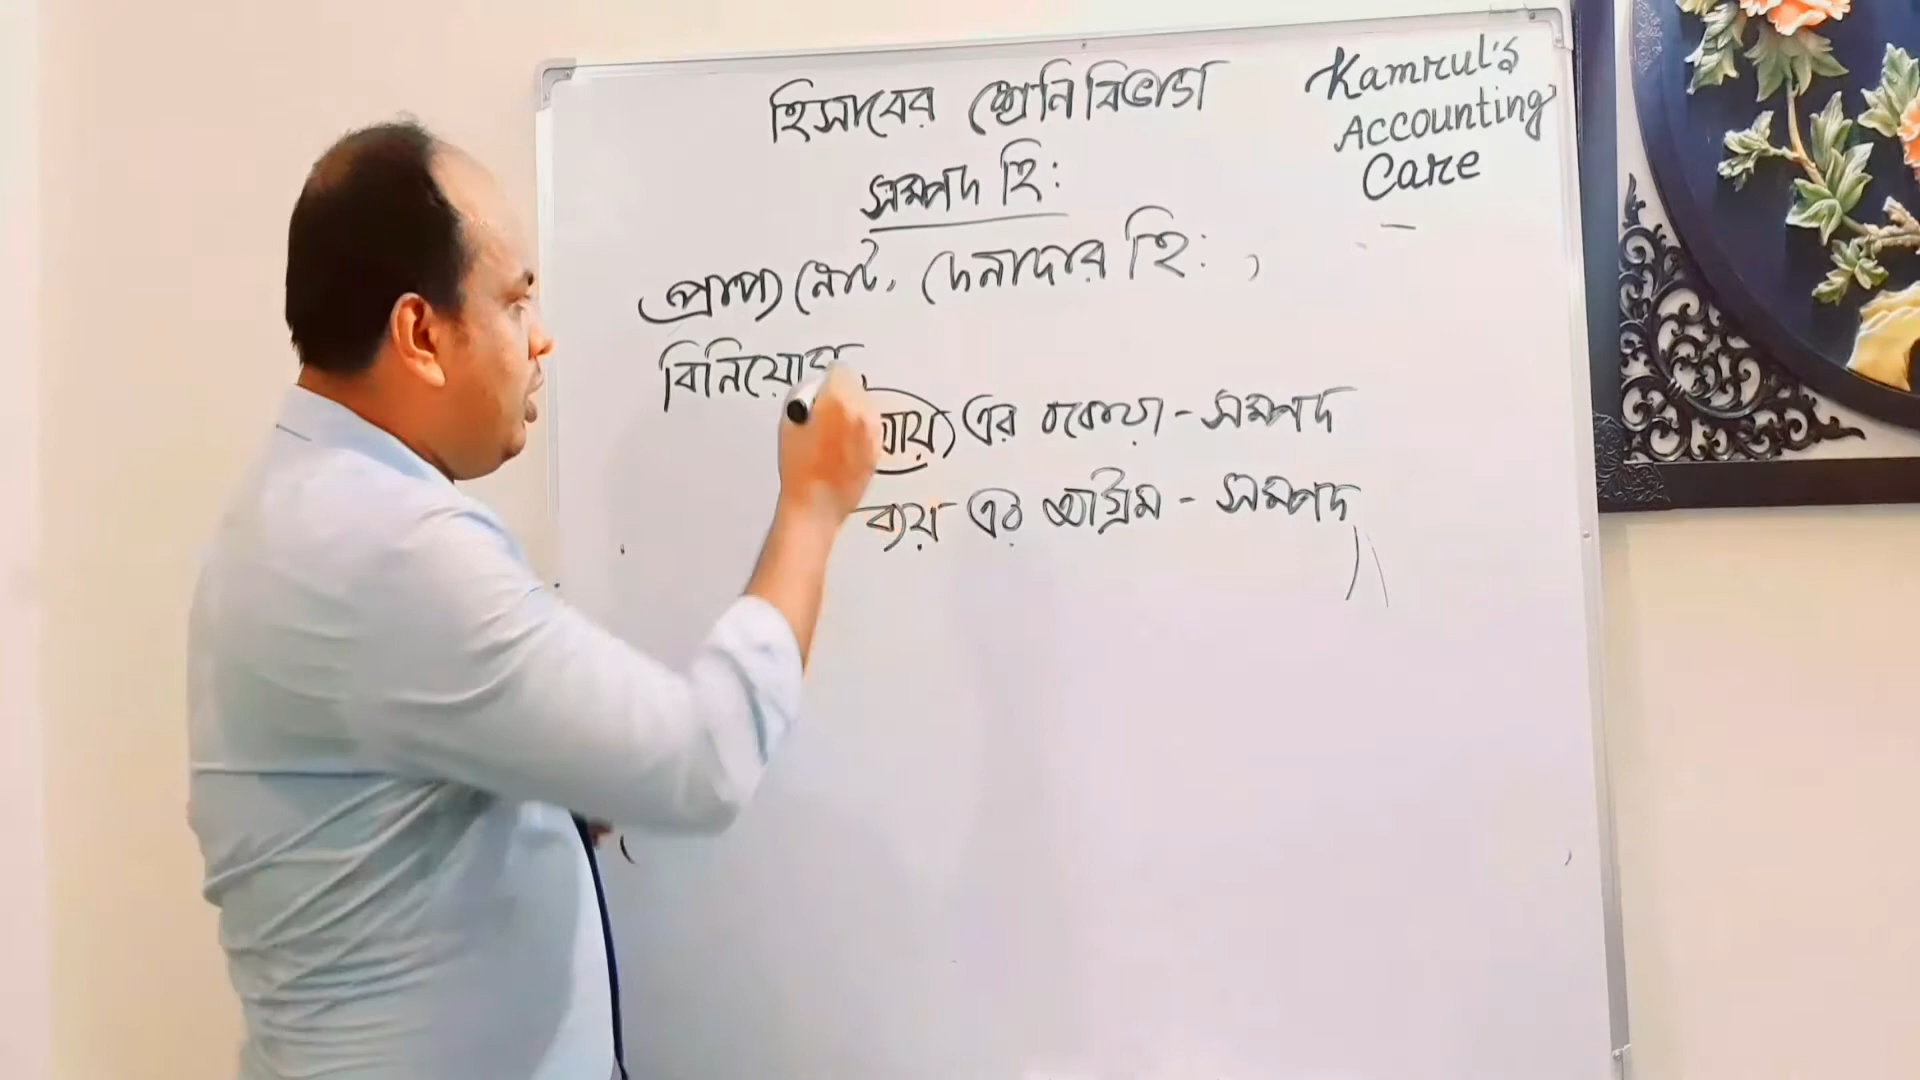 হিসাবের শ্রেনি বিভাগ
সম্পদ হি:
প্রাপ্য নোট, দেনাদার হি: ,
বিনিয়োগ,
আয় এর বকেয়া - সম্পদ
ব্যয় এর অগ্রিম - সম্পদ
Kamrul's
Accounting
Care